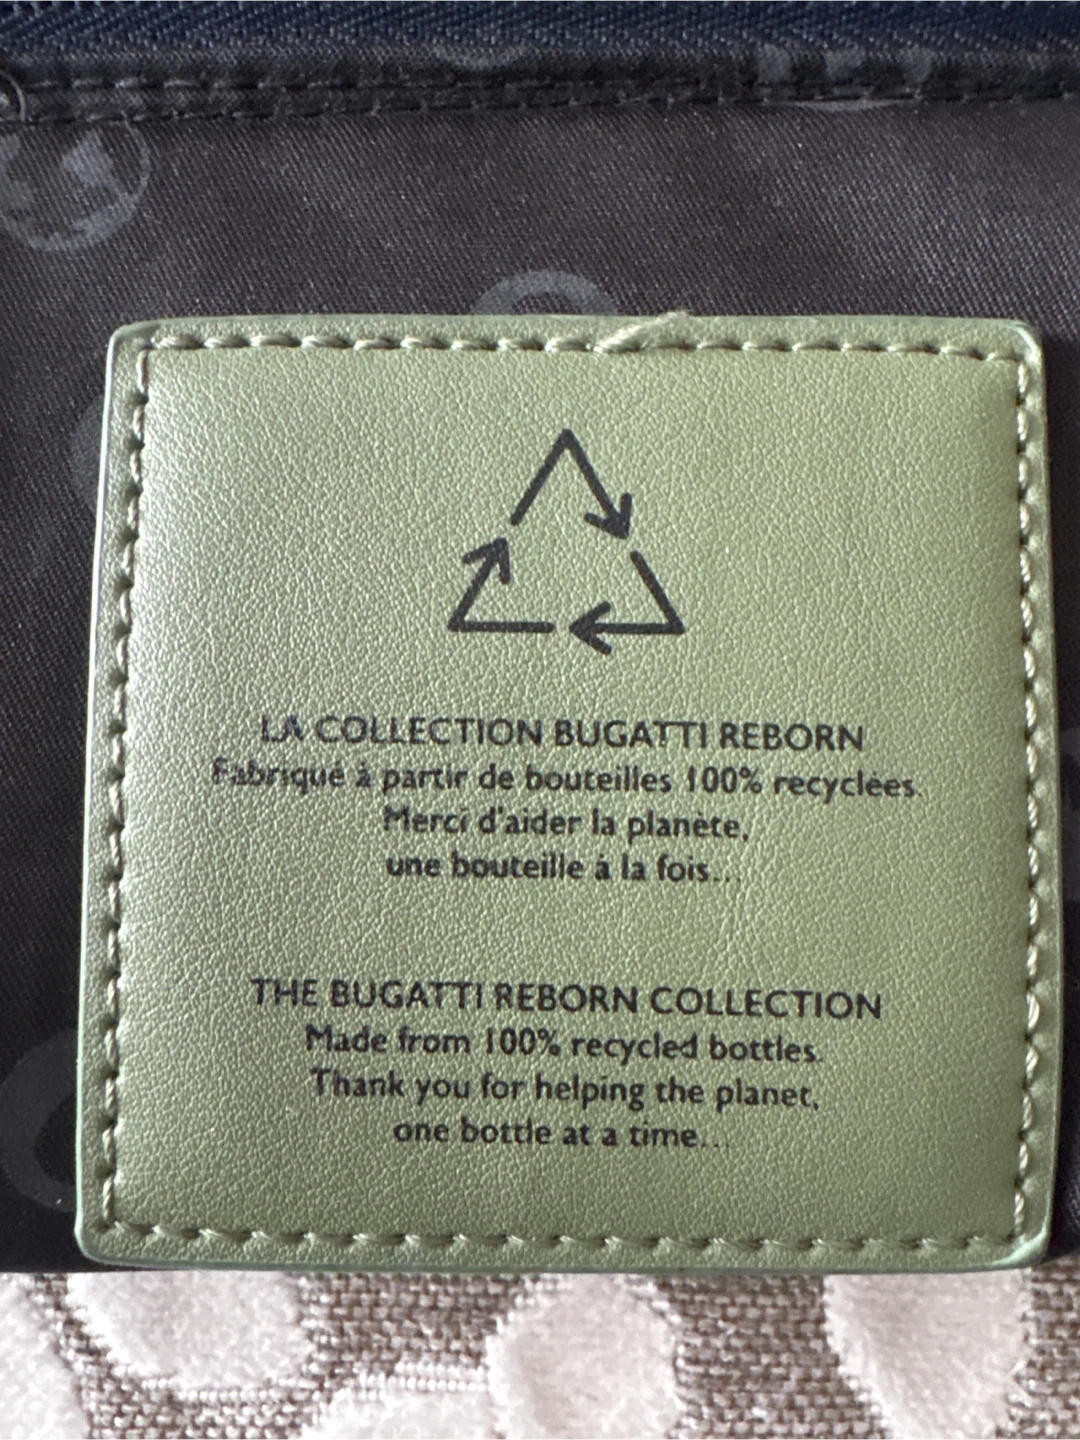 LA COLLECTION BUGATTI REBORN
Fabriqué à partir de bouteilles 100% recyclées.
Merci d'aider la planète,
une bouteille à la fois...
THE BUGATTI REBORN COLLECTION
Made from 100% recycled bottles.
Thank you for helping the planet,
one bottle at a time...